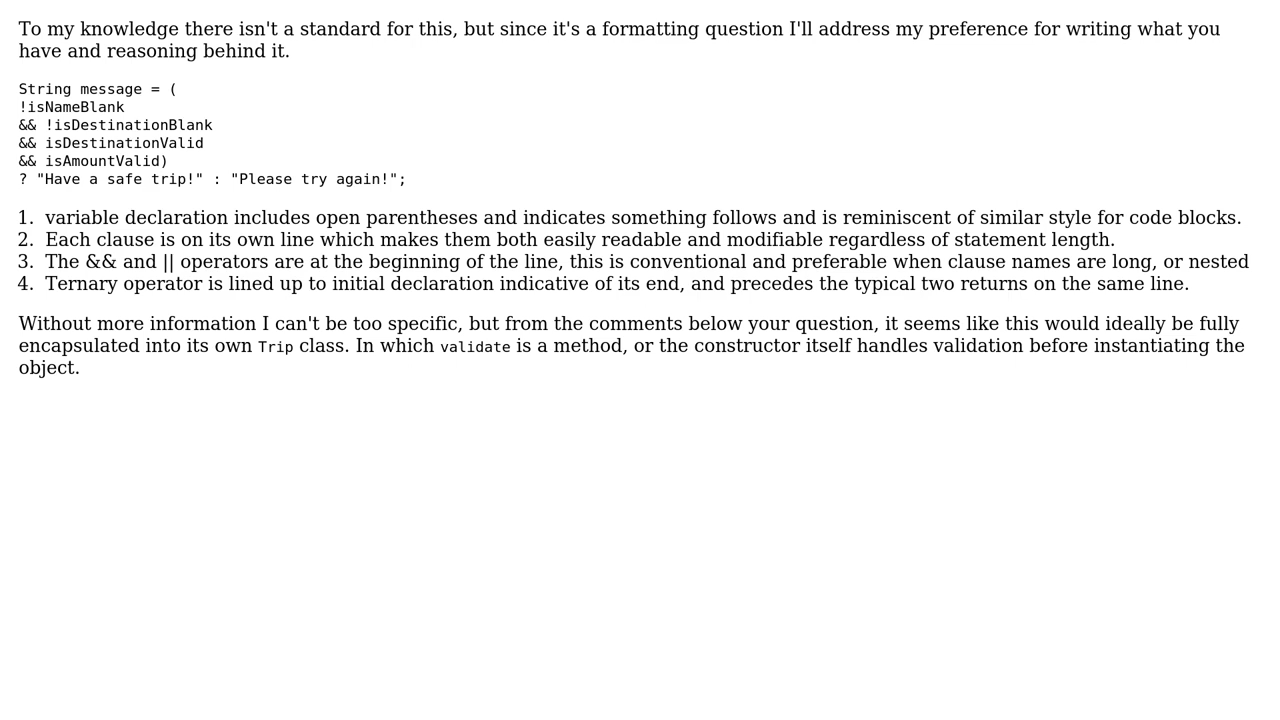 To my knowledge there isn't a standard for this, but since it's a formatting question I'll address my preference for writing what you
have and reasoning behind it.
String message = (
!isNameBlank
&& !isDestinationBlank
&& isDestinationValid
&& isAmountValid)
? "Have a safe trip!" : "Please try again!";
1. variable declaration includes open parentheses and indicates something follows and is reminiscent of similar style for code blocks.
2. Each clause is on its own line which makes them both easily readable and modifiable regardless of statement length.
3. The && and || operators are at the beginning of the line, this is conventional and preferable when clause names are long, or nested
4. Ternary operator is lined up to initial declaration indicative of its end, and precedes the typical two returns on the same line.
Without more information I can't be too specific, but from the comments below your question, it seems like this would ideally be fully
encapsulated into its own Trip class. In which validate is a method, or the constructor itself handles validation before instantiating the
object.